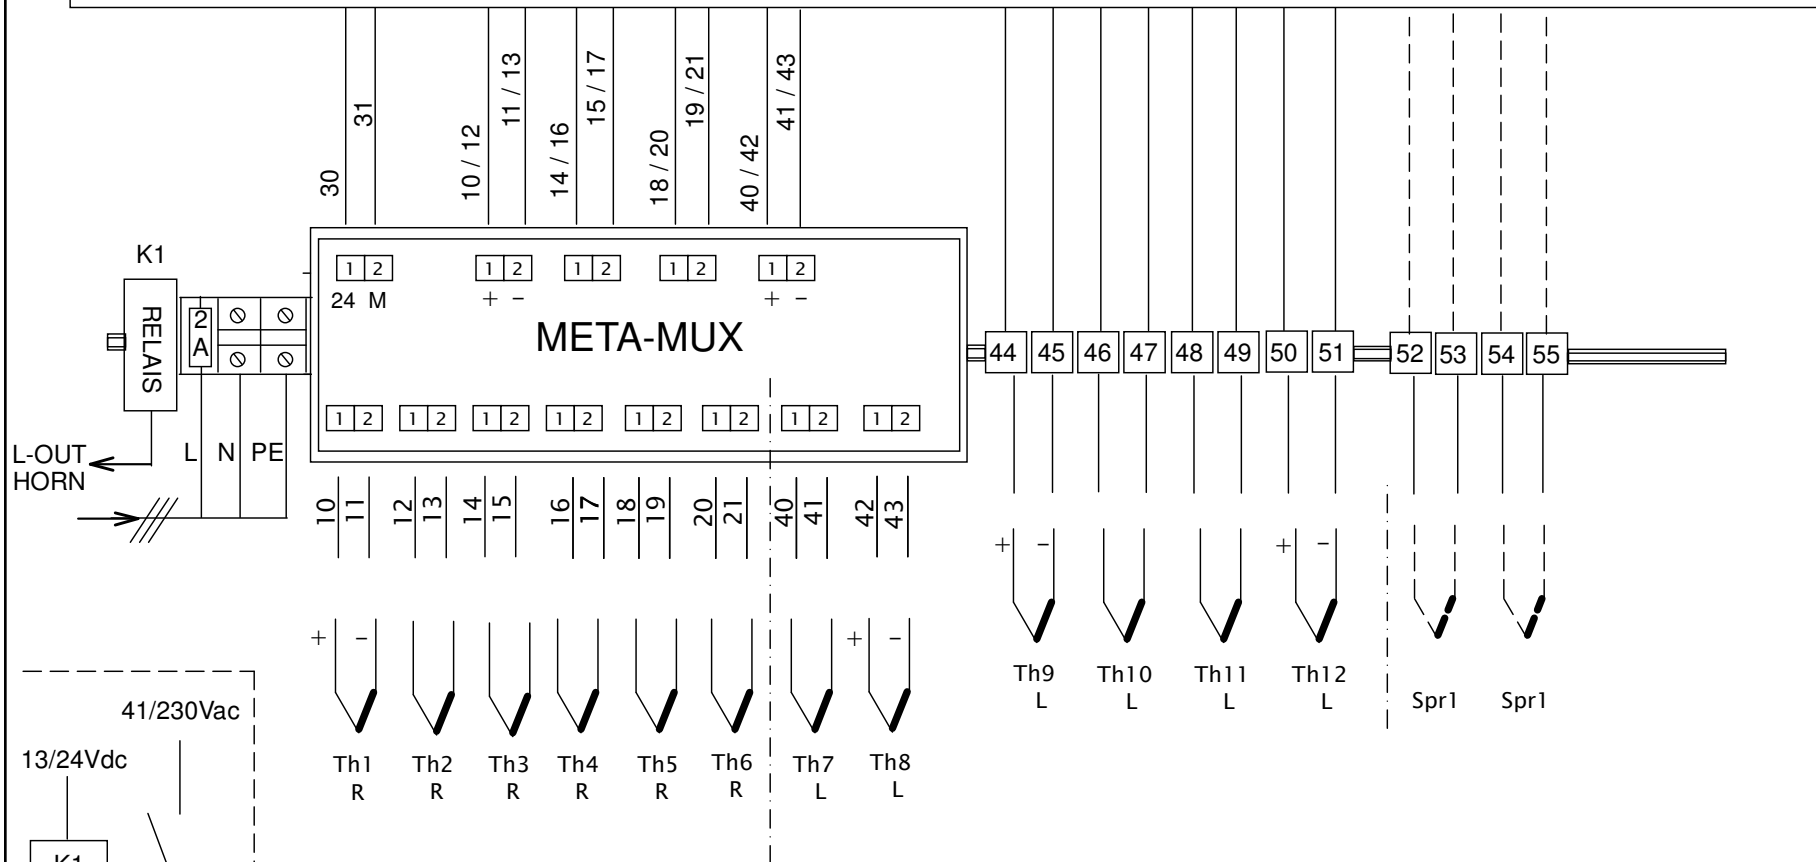 30
31
10 / 12
11 / 13
14 / 16
15 / 17
18 / 20
19 / 21
40 / 42
41 / 43
K1
RELAIS
2
A
1 2
1 2
1 2
1 2
1 2
24 M
+ −
+ −
META-MUX
44 45 46 47 48 49 50 51 52 53 54 55
1 2
1 2
1 2
1 2
1 2
1 2
1 2
1 2
L-OUT
HORN
L N PE
10 11 12 13 14 15 16 17 18 19 20 21 40 41 42 43
+ −
+ −
Th9
L
Th10
L
Th11
L
Th12
L
Spr1
Spr1
+ −
+ −
Th1
R
Th2
R
Th3
R
Th4
R
Th5
R
Th6
R
Th7
L
Th8
L
41/230Vac
13/24Vdc
K1